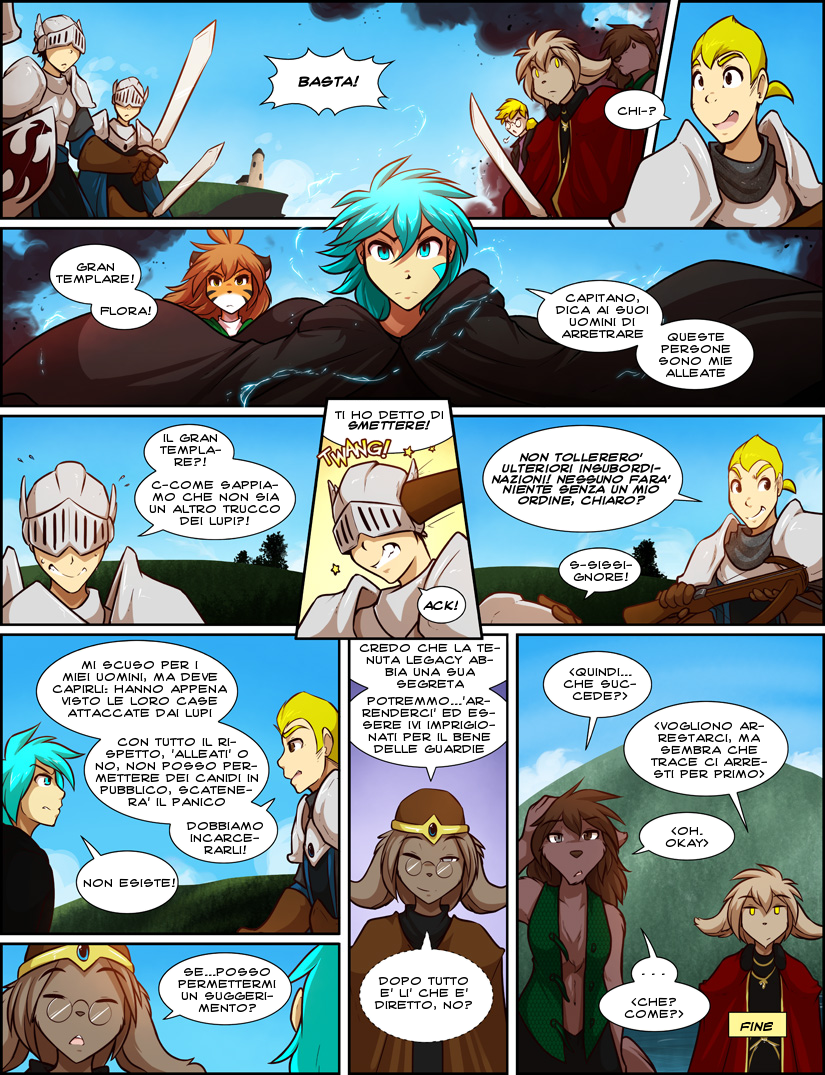 BASTA!
CHI-?
GRAN
TEMPLARE!
FLORA!
CAPITANO,
DICA AI SUOI
UOMINI DI
ARRETRARE
QUESTE
PERSONE
SONO MIE
ALLEATE
IL GRAN
TEMPLA-
RE?!
C-COME SAPPIA-
MO CHE NON SIA
UN ALTRO TRUCCO
DEI LUPI?!
TI HO DETTO DI
SMETTERE!
TWANG!
ACK!
NON TOLLERERO'
ULTERIORI INSUBORDI-
NAZIONI! NESSUNO FARA'
NIENTE SENZA UN MIO
ORDINE, CHIARO?
S-SISSI-
GNORE!
MI SCUSO PER I
MIEI UOMINI, MA DEVE
CAPIRLI: HANNO APPENA
VISTO LE LORO CASE
ATTACCATE DAI LUPI
CON TUTTO IL RI-
SPETTO, 'ALLEATI' O
NO, NON POSSO PER-
METTERE DEI CANIDI IN
PUBBLICO, SCATENE-
RA' IL PANICO
DOBBIAMO
INCARCE-
RARLI!
NON ESISTE!
SE...POSSO
PERMETTERMI
UN SUGGERI-
MENTO?
CREDO CHE LA TE-
NUTA LEGACY AB-
BIA UNA SUA
SEGRETA
POTREMMO...'AR-
RENDERCI' ED ES-
SERE IVI IMPRIGIO-
NATI PER IL BENE
DELLE GUARDIE
DOPO TUTTO
E' LI' CHE E'
DIRETTO, NO?
<QUINDI...
CHE SUC-
CEDE?>
<VOGLIONO AR-
RESTARCI, MA
SEMBRA CHE
TRACE CI AR-
RESTI PER PRIMO>
<OH.
OKAY>
. . .
<CHE?
COME?>
FINE